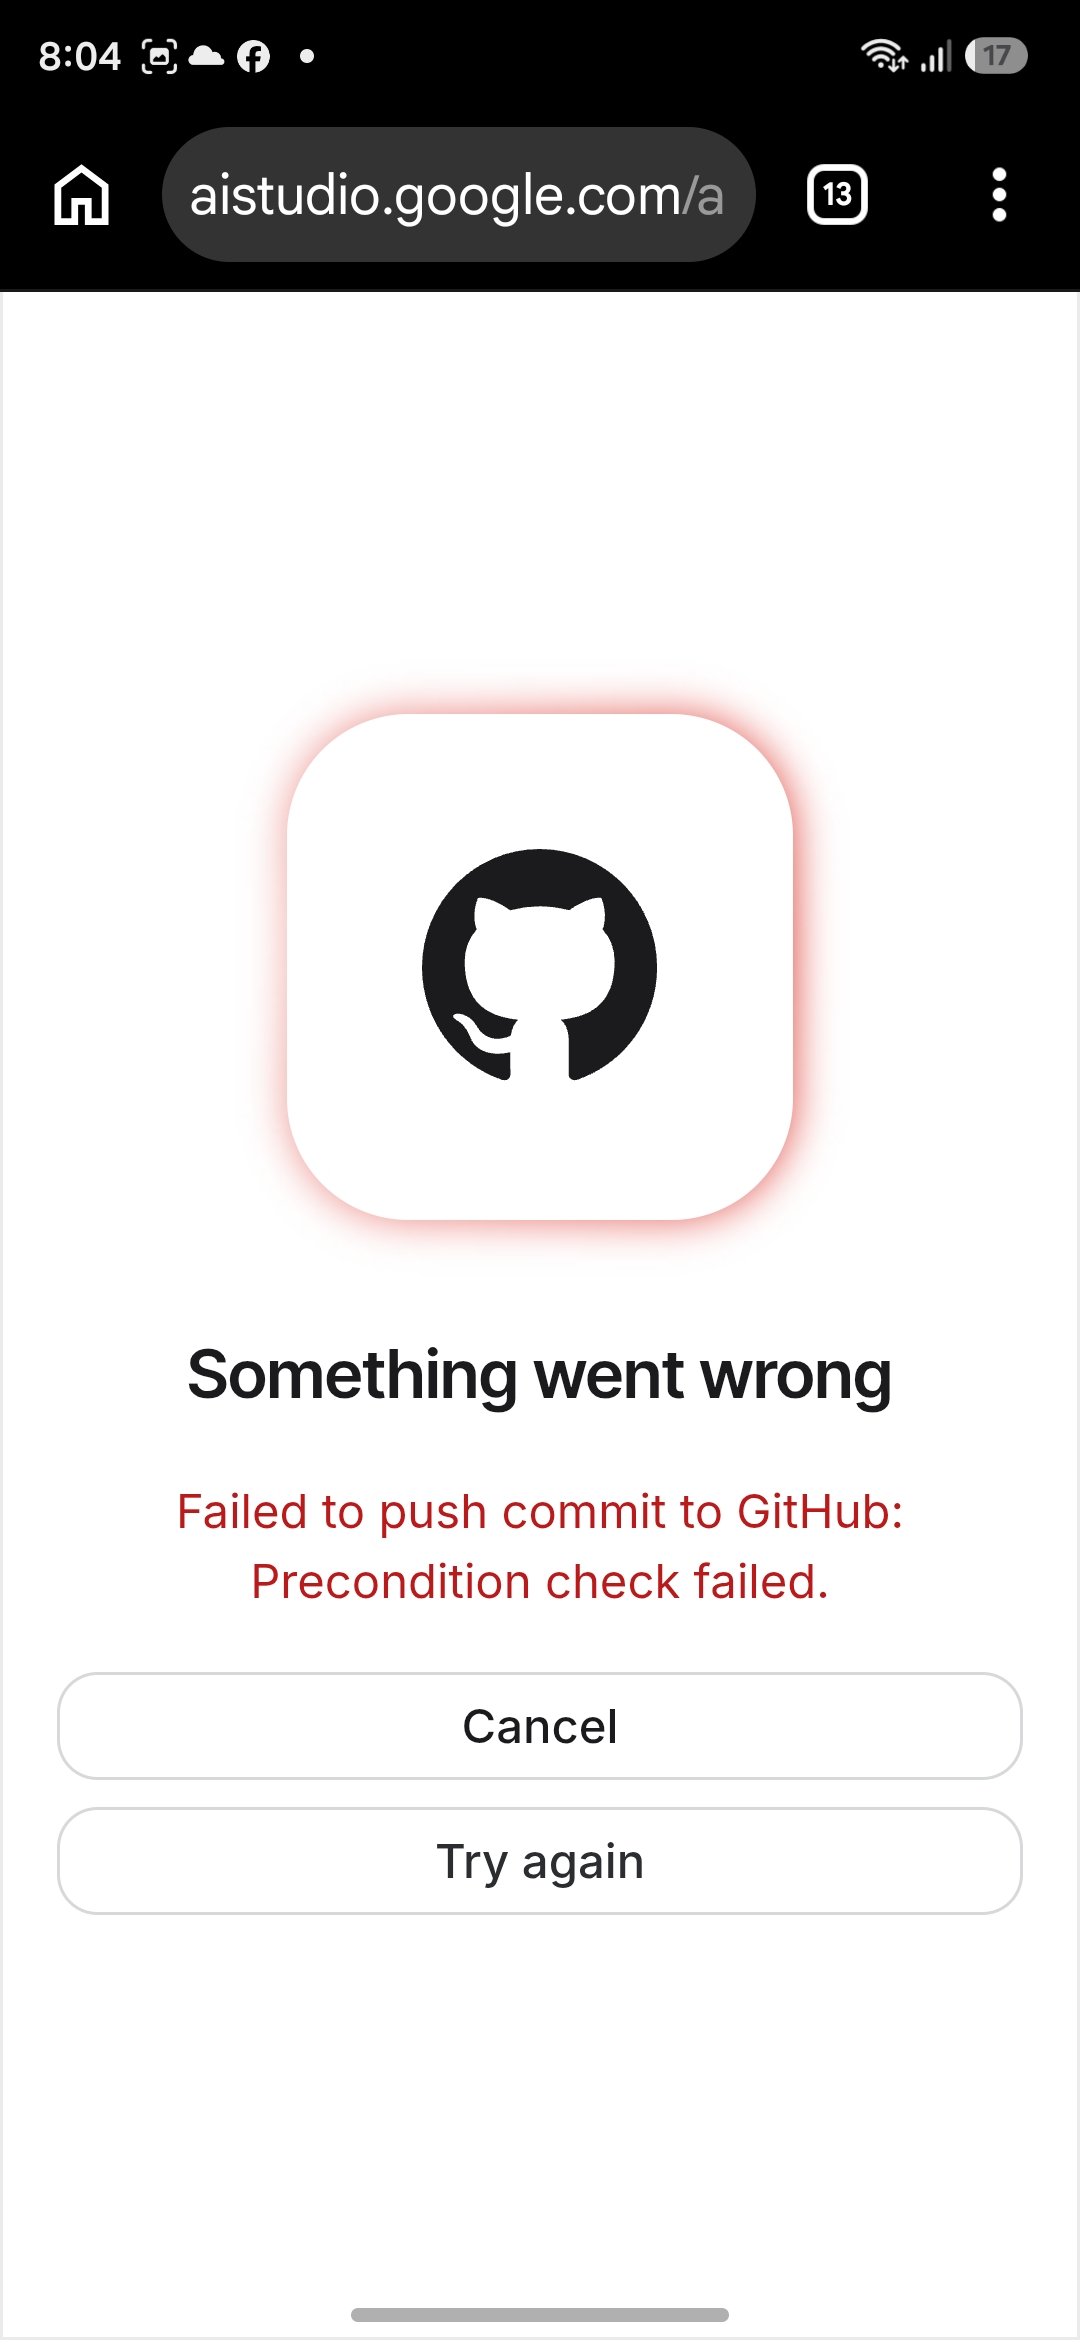 8:04
17
aistudio.google.com/a
13
Something went wrong
Failed to push commit to GitHub:
Precondition check failed.
Cancel
Try again